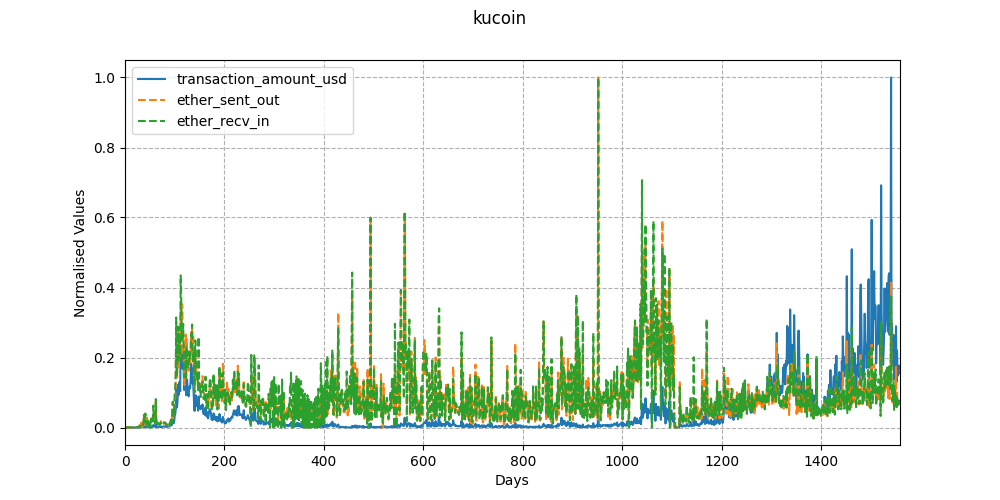 kucoin
transaction_amount_usd
ether_sent_out
ether_recv_in
Normalised Values
1.0
0.8
0.6
0.4
0.2
0.0
0 200 400 600 800 1000 1200 1400
Days